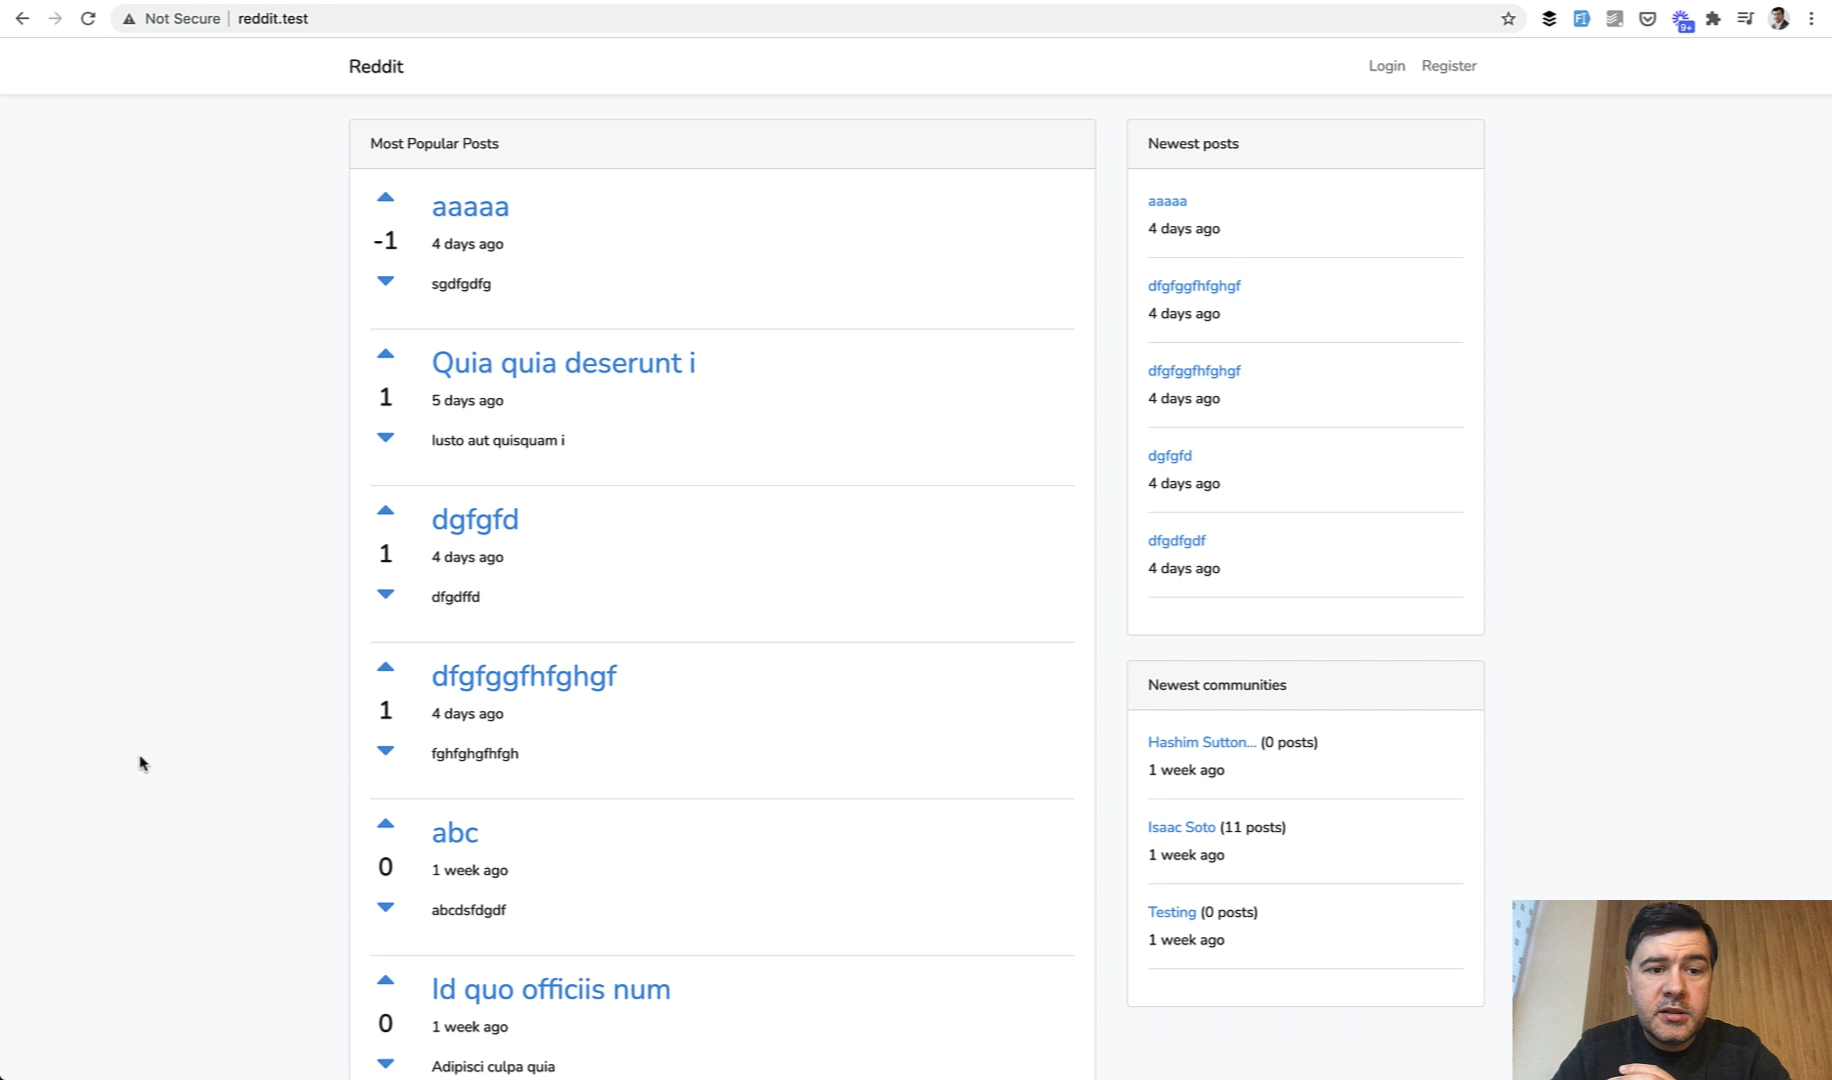 Not Secure | reddit.test
9+
Reddit
Login Register
Most Popular Posts
aaaaa
-1
4 days ago
sgdfgdfg
Quia quia deserunt i
1
5 days ago
Iusto aut quisquam i
dgfgfd
1
4 days ago
dfgdffd
dfgfggfhfghgf
1
4 days ago
fghfghgfhfgh
abc
0
1 week ago
abcdsfdgdf
Id quo officiis num
0
1 week ago
Adipisci culpa quia
Newest posts
aaaaa
4 days ago
dfgfggfhfghgf
4 days ago
dfgfggfhfghgf
4 days ago
dgfgfd
4 days ago
dfgdfgdf
4 days ago
Newest communities
Hashim Sutton... (0 posts)
1 week ago
Isaac Soto (11 posts)
1 week ago
Testing (0 posts)
1 week ago